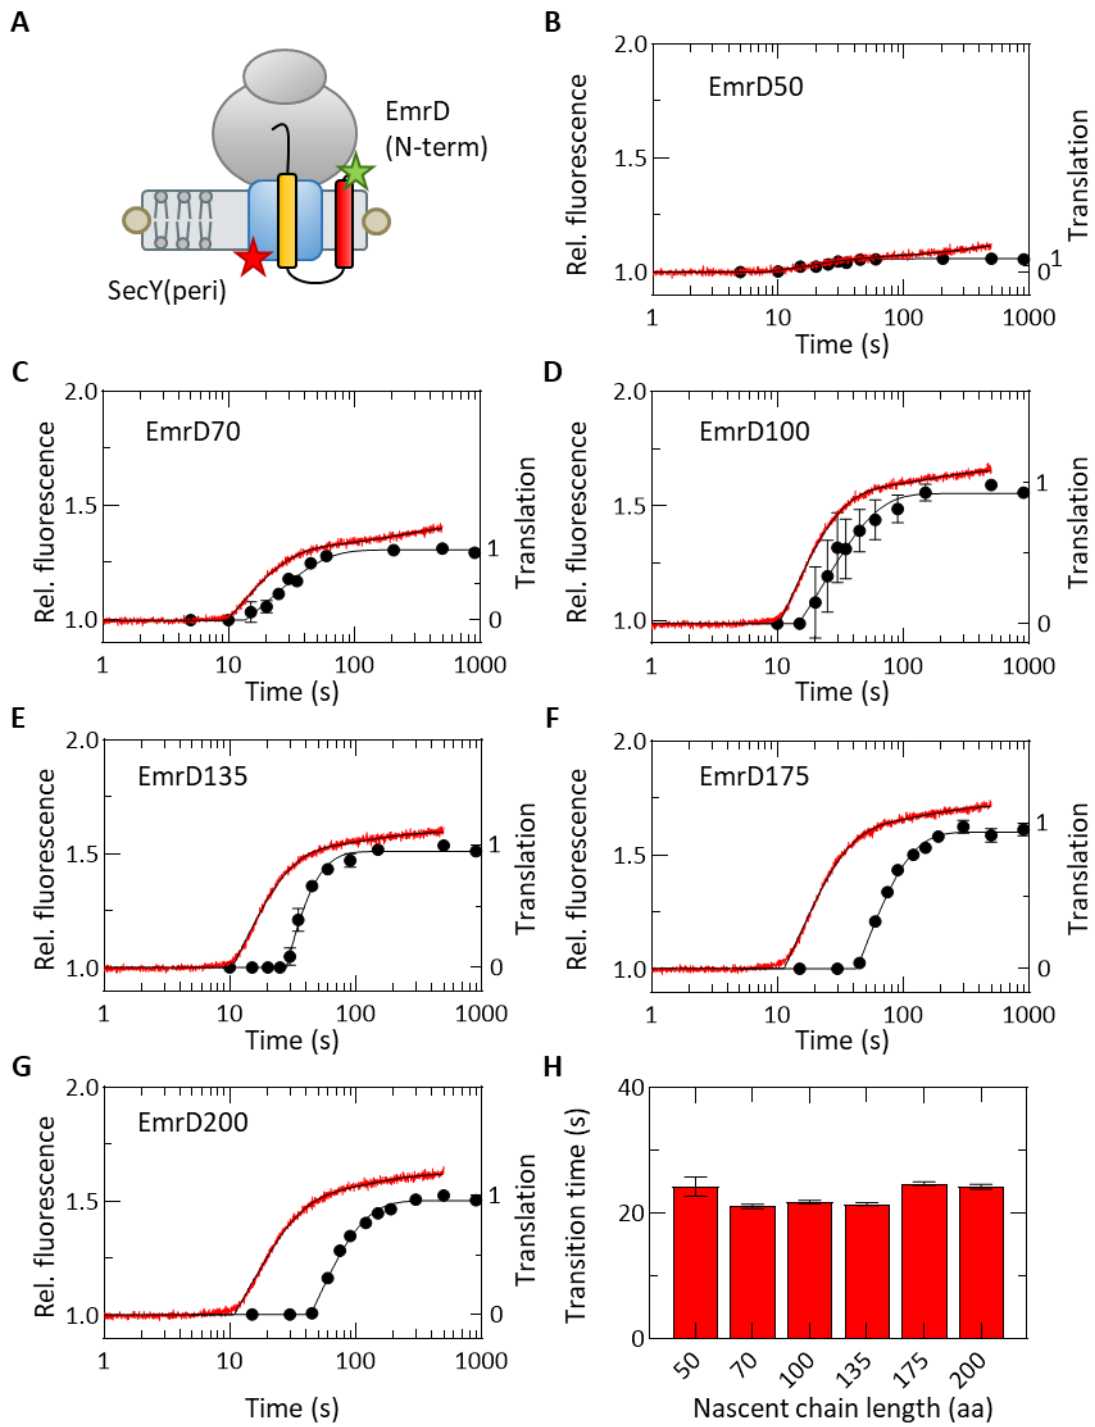 A
EmrD
(N-term)
SecY(peri)
B
EmrD50
Rel. fluorescence
2.0
1.5
1.0
1
0
Translation
1 10 100 1000
Time (s)
C
EmrD70
Rel. fluorescence
2.0
1.5
1.0
1
0
Translation
1 10 100 1000
Time (s)
D
EmrD100
Rel. fluorescence
2.0
1.5
1.0
1
0
Translation
1 10 100 1000
Time (s)
E
EmrD135
Rel. fluorescence
2.0
1.5
1.0
1
0
Translation
1 10 100 1000
Time (s)
F
EmrD175
Rel. fluorescence
2.0
1.5
1.0
1
0
Translation
1 10 100 1000
Time (s)
G
EmrD200
Rel. fluorescence
2.0
1.5
1.0
1
0
Translation
1 10 100 1000
Time (s)
H
Transition time (s)
40
20
0
50 70 100 135 175 200
Nascent chain length (aa)